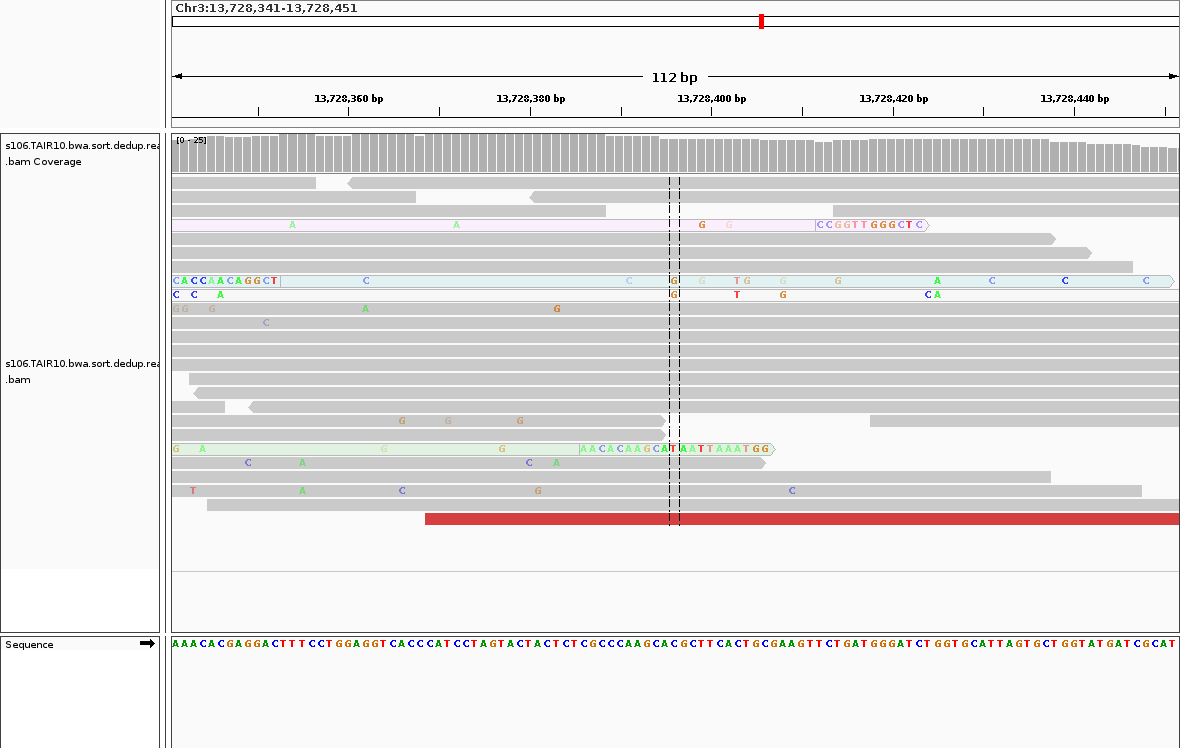 Chr3:13,728,341-13,728,451
112 bp
13,728,360 bp 13,728,380 bp 13,728,400 bp 13,728,420 bp 13,728,440 bp
s106.TAIR10.bwa.sort.dedup.rea
.bam Coverage
[0 - 25]
A A G G CCGGTTGGGCTC
CACCAACAGGCT C C G G TG G G A C C C
C C A G T G CA
GG G A G
C
s106.TAIR10.bwa.sort.dedup.rea
.bam
G G G
G A G G AACACAAGCATAATTAAATGG
C A C A
T A C G C
Sequence
AAACACGAGGACTTTCCTGGAGGTCACCCATCCTAGTACTACTCTCGCCCAAGCACGCTTCACTGCGAAGTTCTGATGGGATCTGGTGCATTAGTGCTGGTATGATCGCAT